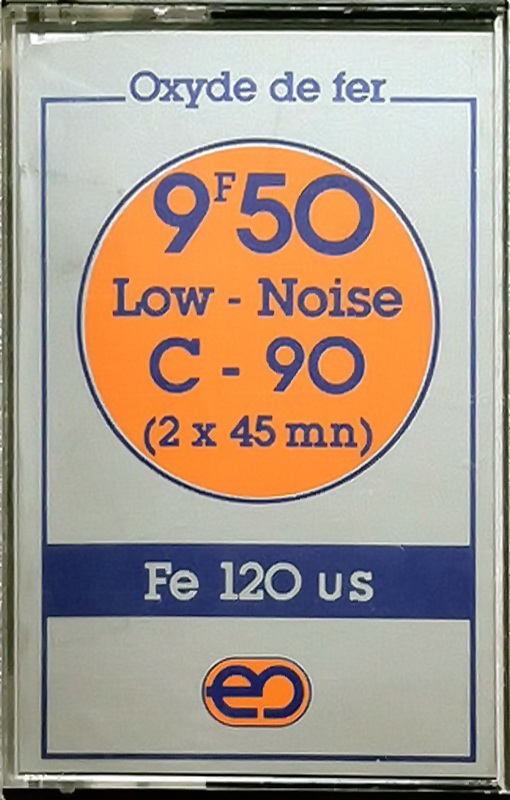 Oxyde de fer
9F50
Low - Noise
C - 90
(2 x 45 mn)
Fe 120 us